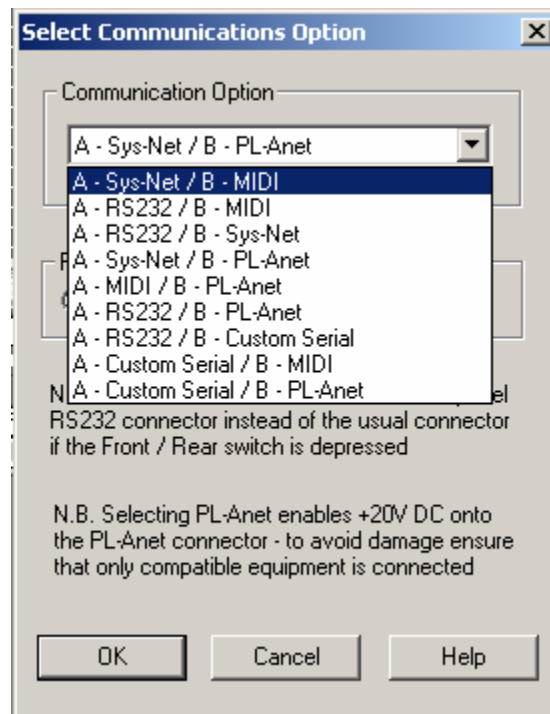 Select Communications Option
Communication Option
A - Sys-Net / B - PL-Anet
A - Sys-Net / B - MIDI
A - RS232 / B - MIDI
A - RS232 / B - Sys-Net
A - Sys-Net / B - PL-Anet
A - MIDI / B - PL-Anet
A - RS232 / B - PL-Anet
A - RS232 / B - Custom Serial
A - Custom Serial / B - MIDI
A - Custom Serial / B - PL-Anet
RS232 connector instead of the usual connector
if the Front / Rear switch is depressed
N.B. Selecting PL-Anet enables +20V DC onto
the PL-Anet connector - to avoid damage ensure
that only compatible equipment is connected
OK
Cancel
Help